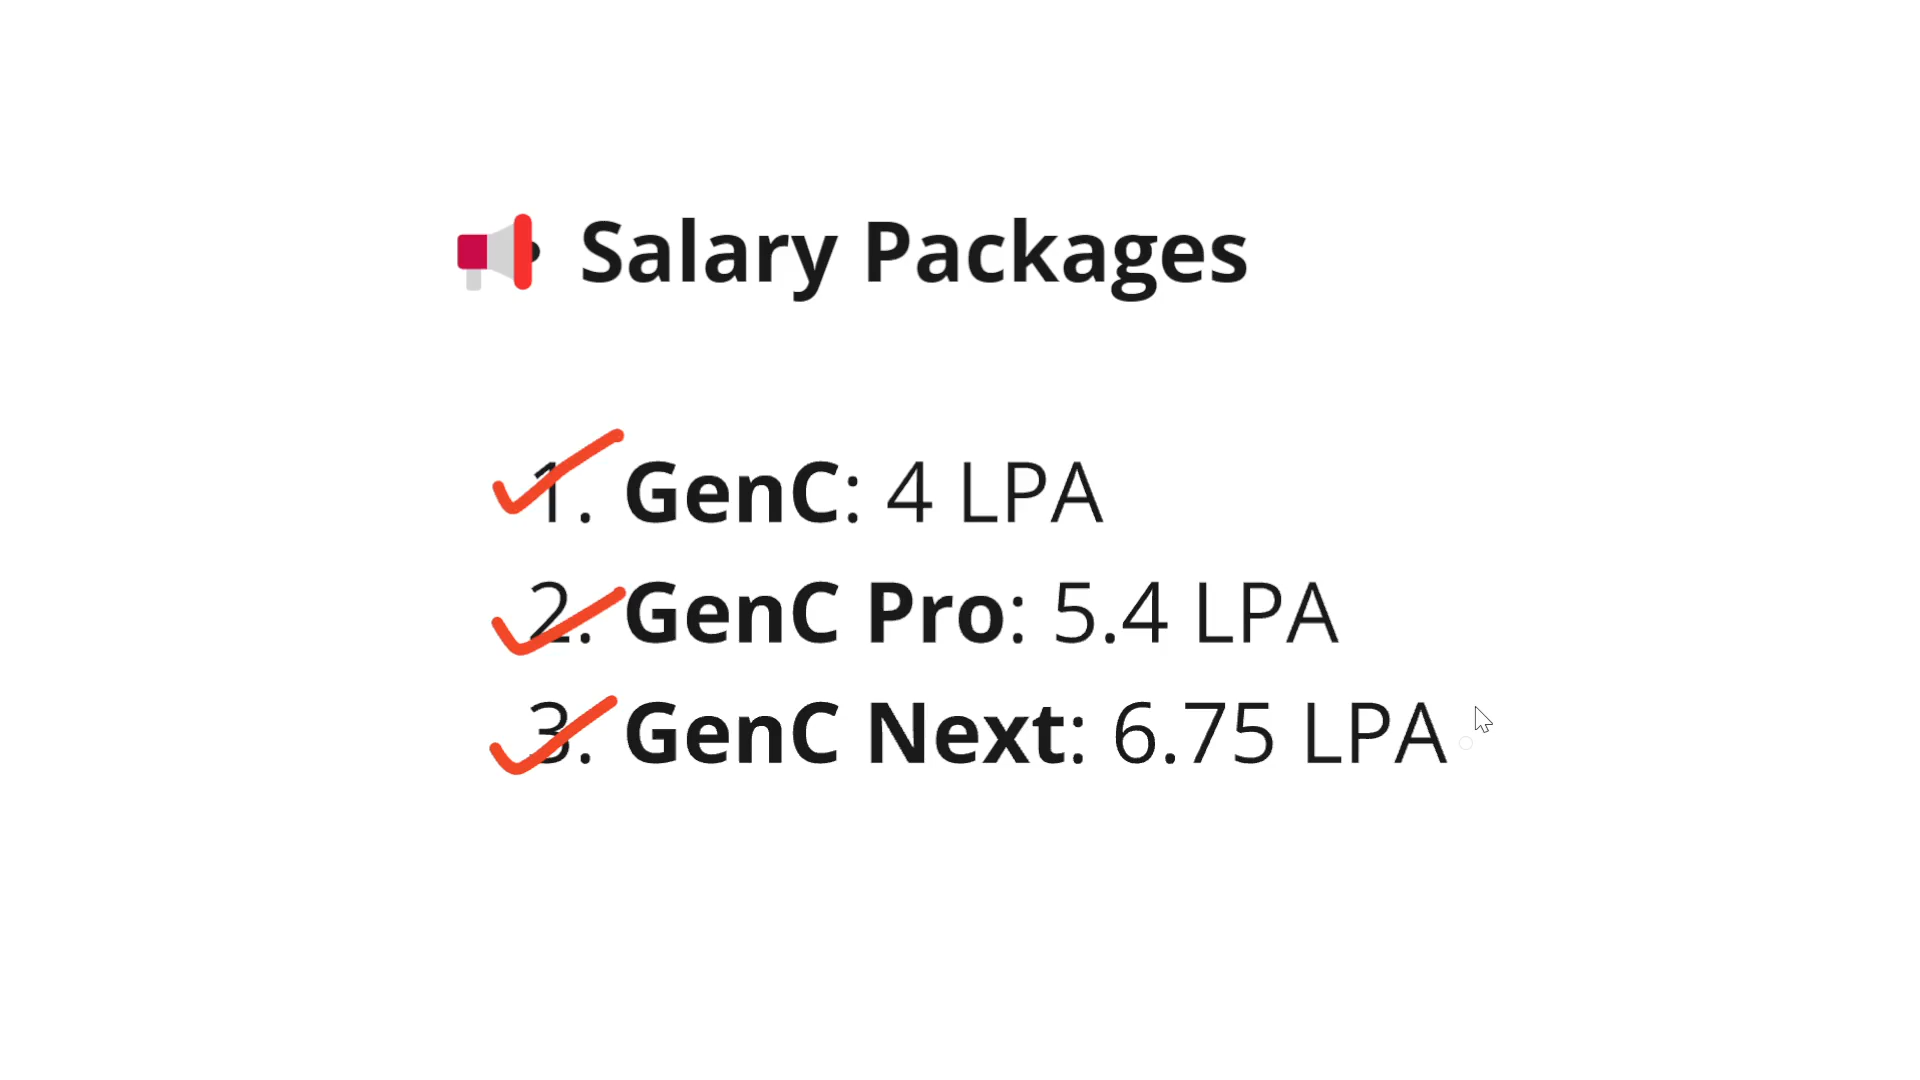 Salary Packages
1. GenC: 4 LPA
2. GenC Pro: 5.4 LPA
3. GenC Next: 6.75 LPA